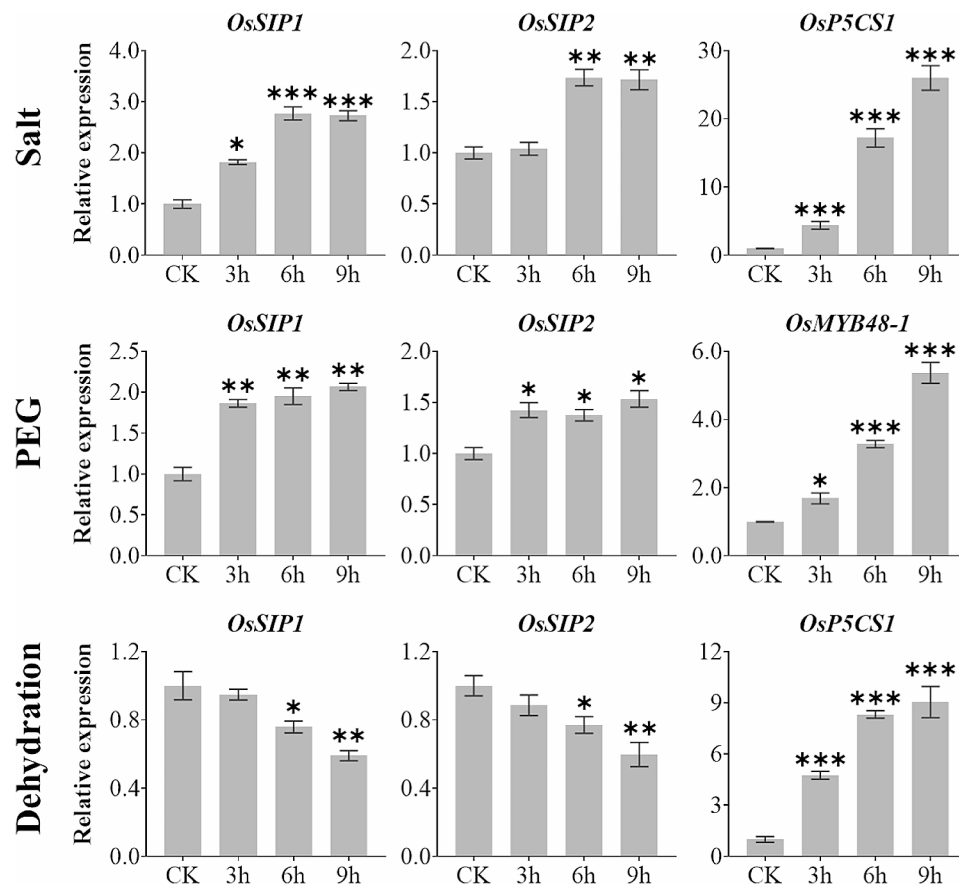 OsSIP1 OsSIP2 OsP5CS1
Salt
Relative expression
4.0
3.0
2.0
1.0
0.0
* *** ***
CK 3h 6h 9h
2.0
1.5
1.0
0.5
0.0
** **
CK 3h 6h 9h
30
20
10
0
*** *** ***
CK 3h 6h 9h
OsSIP1 OsSIP2 OsMYB48-1
PEG
Relative expression
2.5
2.0
1.5
1.0
0.5
0.0
** ** **
CK 3h 6h 9h
2.0
1.5
1.0
0.5
0.0
* * *
CK 3h 6h 9h
6.0
4.0
2.0
0.0
* *** ***
CK 3h 6h 9h
OsSIP1 OsSIP2 OsP5CS1
Dehydration
Relative expression
1.2
0.8
0.4
0.0
* **
CK 3h 6h 9h
1.2
0.8
0.4
0.0
* **
CK 3h 6h 9h
12
9
6
3
0
*** *** ***
CK 3h 6h 9h